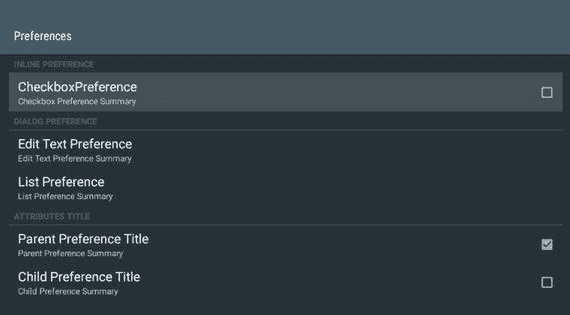 Preferences
INLINE PREFERENCE
CheckboxPreference
Checkbox Preference Summary
DIALOG PREFERENCE
Edit Text Preference
Edit Text Preference Summary
List Preference
List Preference Summary
ATTRIBUTES TITLE
Parent Preference Title
Parent Preference Summary
Child Preference Title
Child Preference Summary